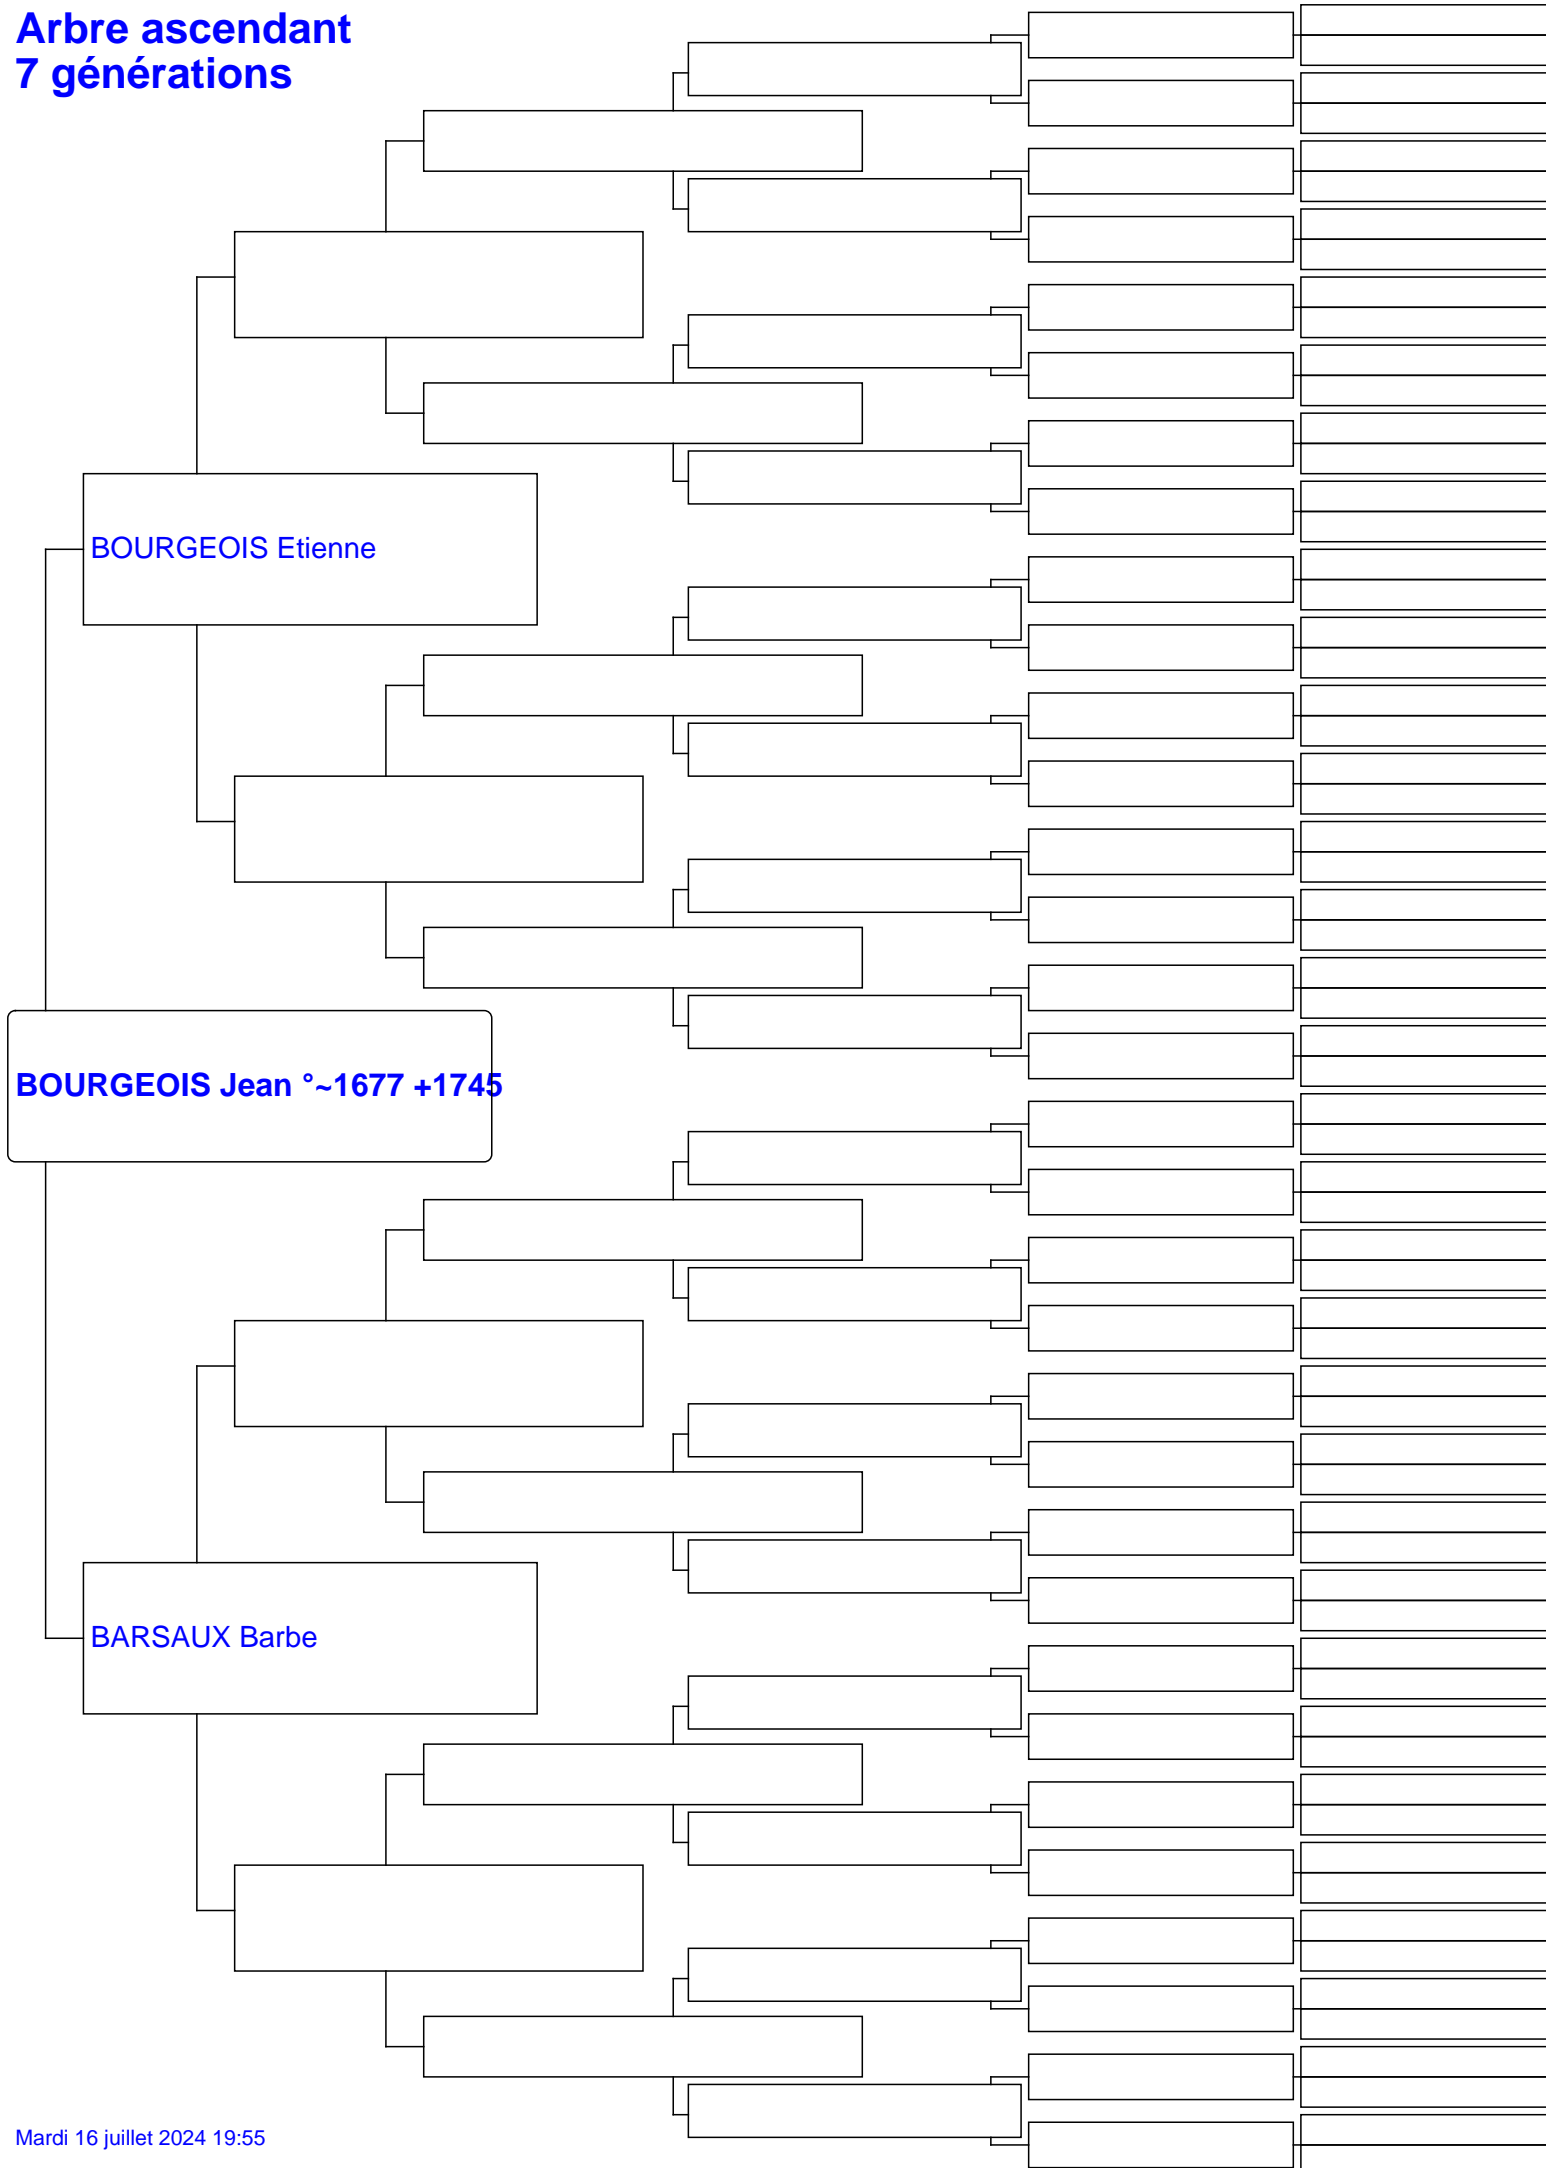 Arbre ascendant
7 générations
BOURGEOIS Etienne
BOURGEOIS Jean °~1677 +1745
BARSAUX Barbe
Mardi 16 juillet 2024 19:55